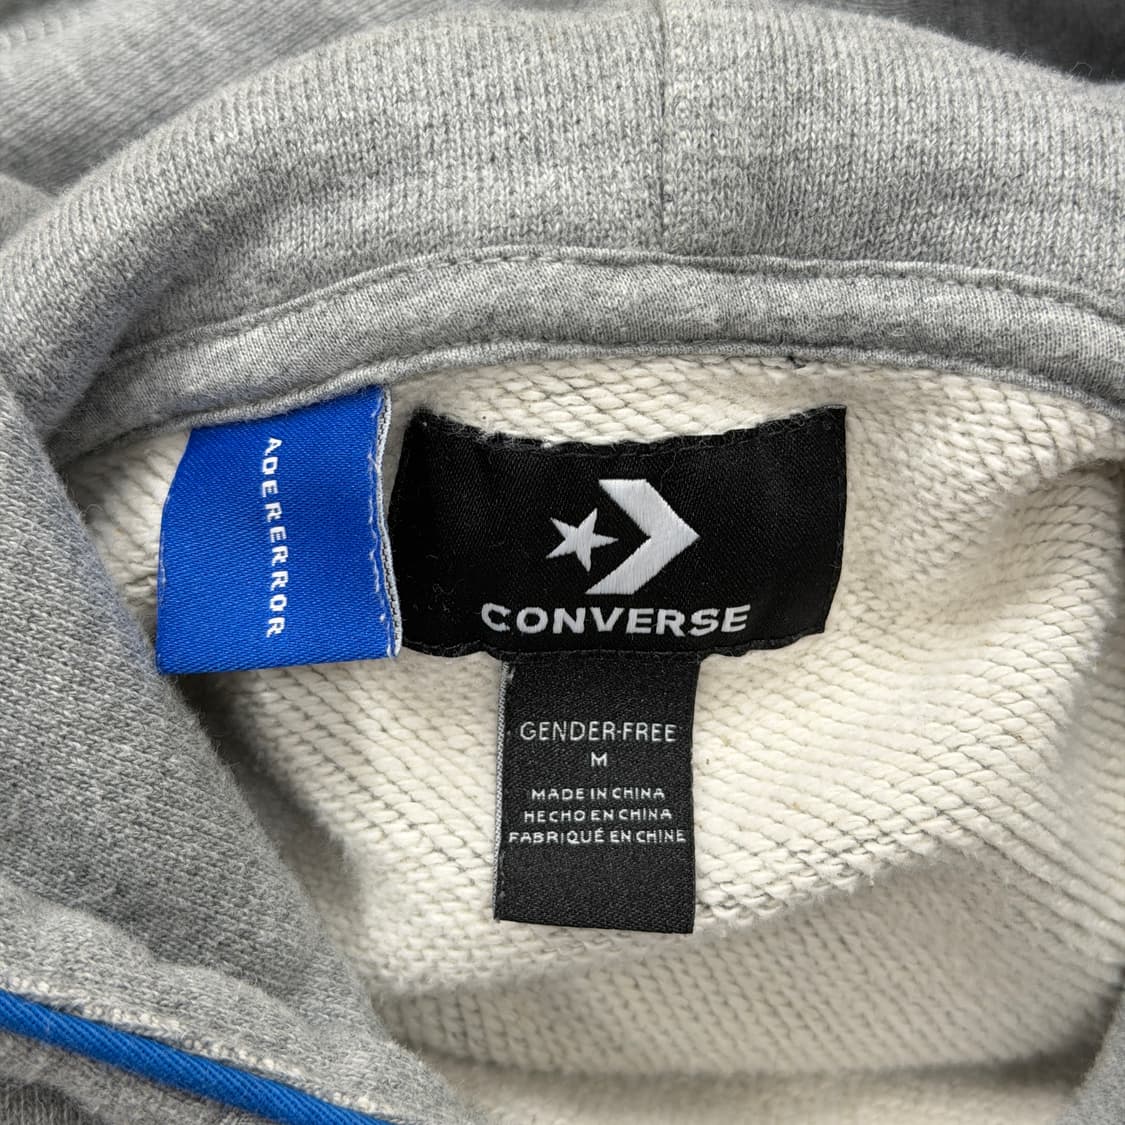 ADERERROR
CONVERSE
GENDER-FREE
M
MADE IN CHINA
HECHO EN CHINA
FABRIQUÉ EN CHINE